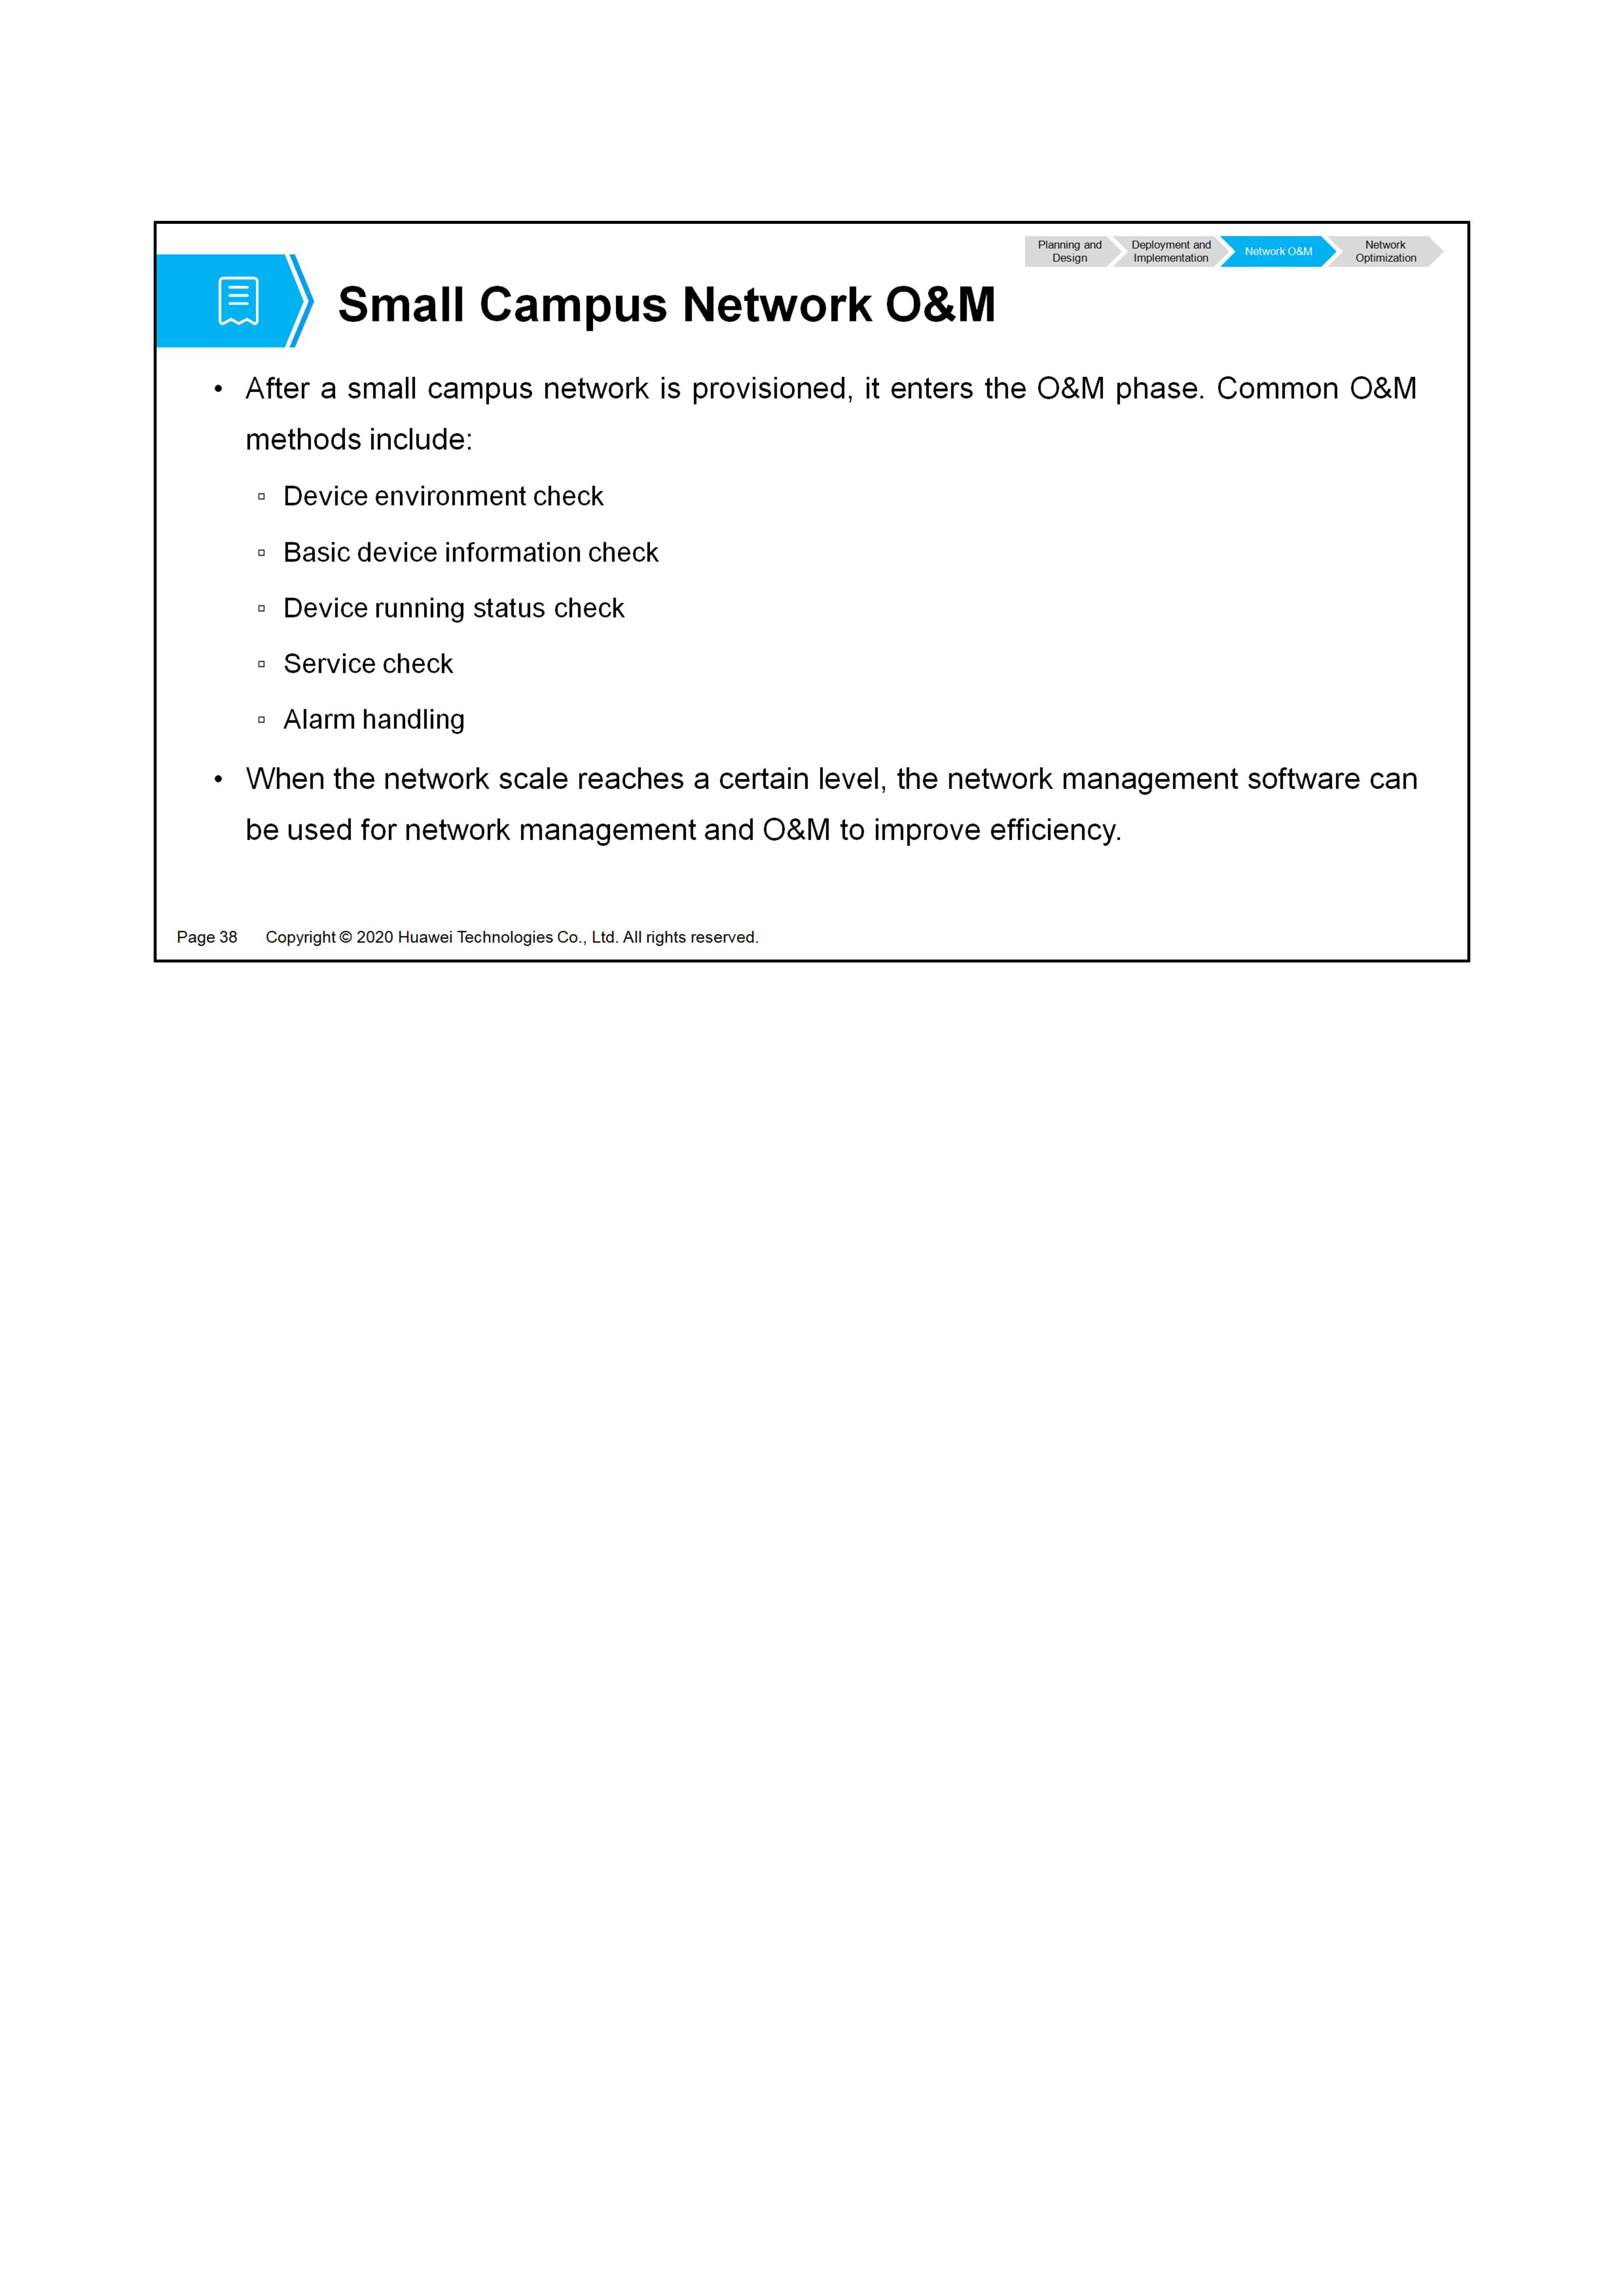 Planning and
Design
Deployment and
Implementation
Network O&M
Network
Optimization
Small Campus Network O&M
• After a small campus network is provisioned, it enters the O&M phase. Common O&M
methods include:
▫ Device environment check
▫ Basic device information check
▫ Device running status check
▫ Service check
▫ Alarm handling
• When the network scale reaches a certain level, the network management software can
be used for network management and O&M to improve efficiency.
Page 38 Copyright © 2020 Huawei Technologies Co., Ltd. All rights reserved.